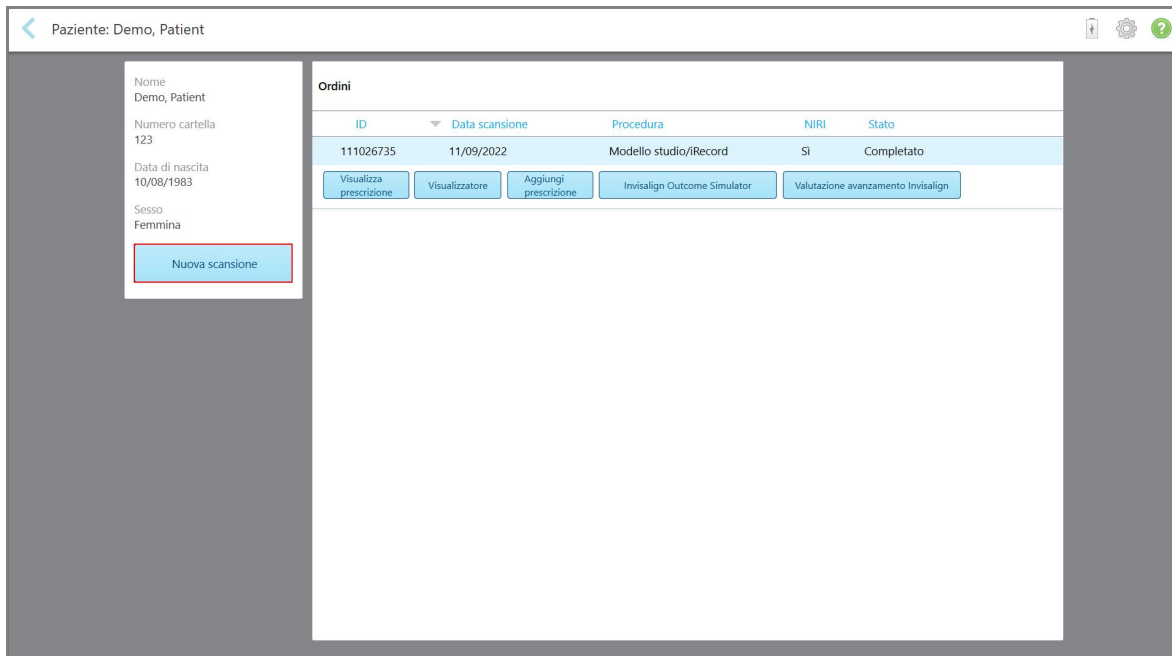 Paziente: Demo, Patient
?
Nome
Demo, Patient
Numero cartella
123
Data di nascita
10/08/1983
Sesso
Femmina
Nuova scansione
Ordini
ID Data scansione Procedura NIRI Stato
111026735 11/09/2022 Modello studio/iRecord Sì Completato
Visualizza
prescrizione
Visualizzatore
Aggiungi
prescrizione
Invisalign Outcome Simulator
Valutazione avanzamento Invisalign